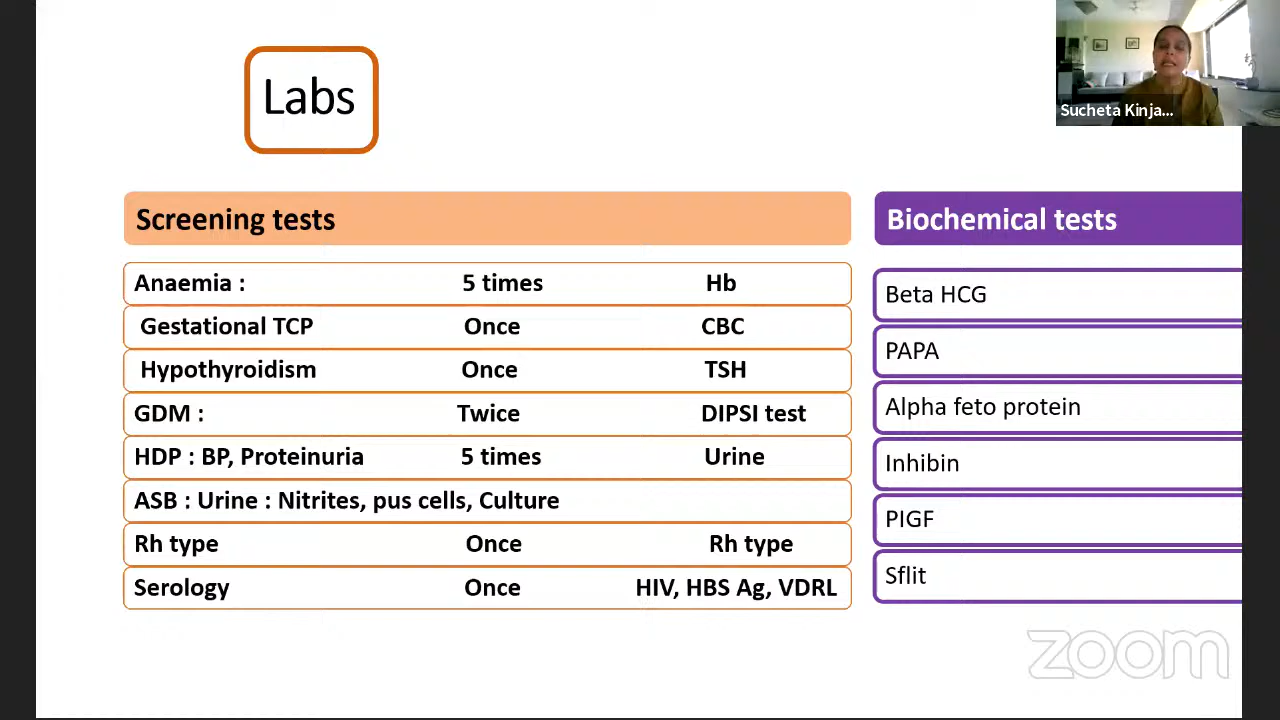 Labs
Sucheta Kinja...
Screening tests
Anaemia : 5 times Hb
Gestational TCP Once CBC
Hypothyroidism Once TSH
GDM : Twice DIPSI test
HDP : BP, Proteinuria 5 times Urine
ASB : Urine : Nitrites, pus cells, Culture
Rh type Once Rh type
Serology Once HIV, HBS Ag, VDRL
Biochemical tests
Beta HCG
PAPA
Alpha feto protein
Inhibin
PIGF
Sflit
zoom